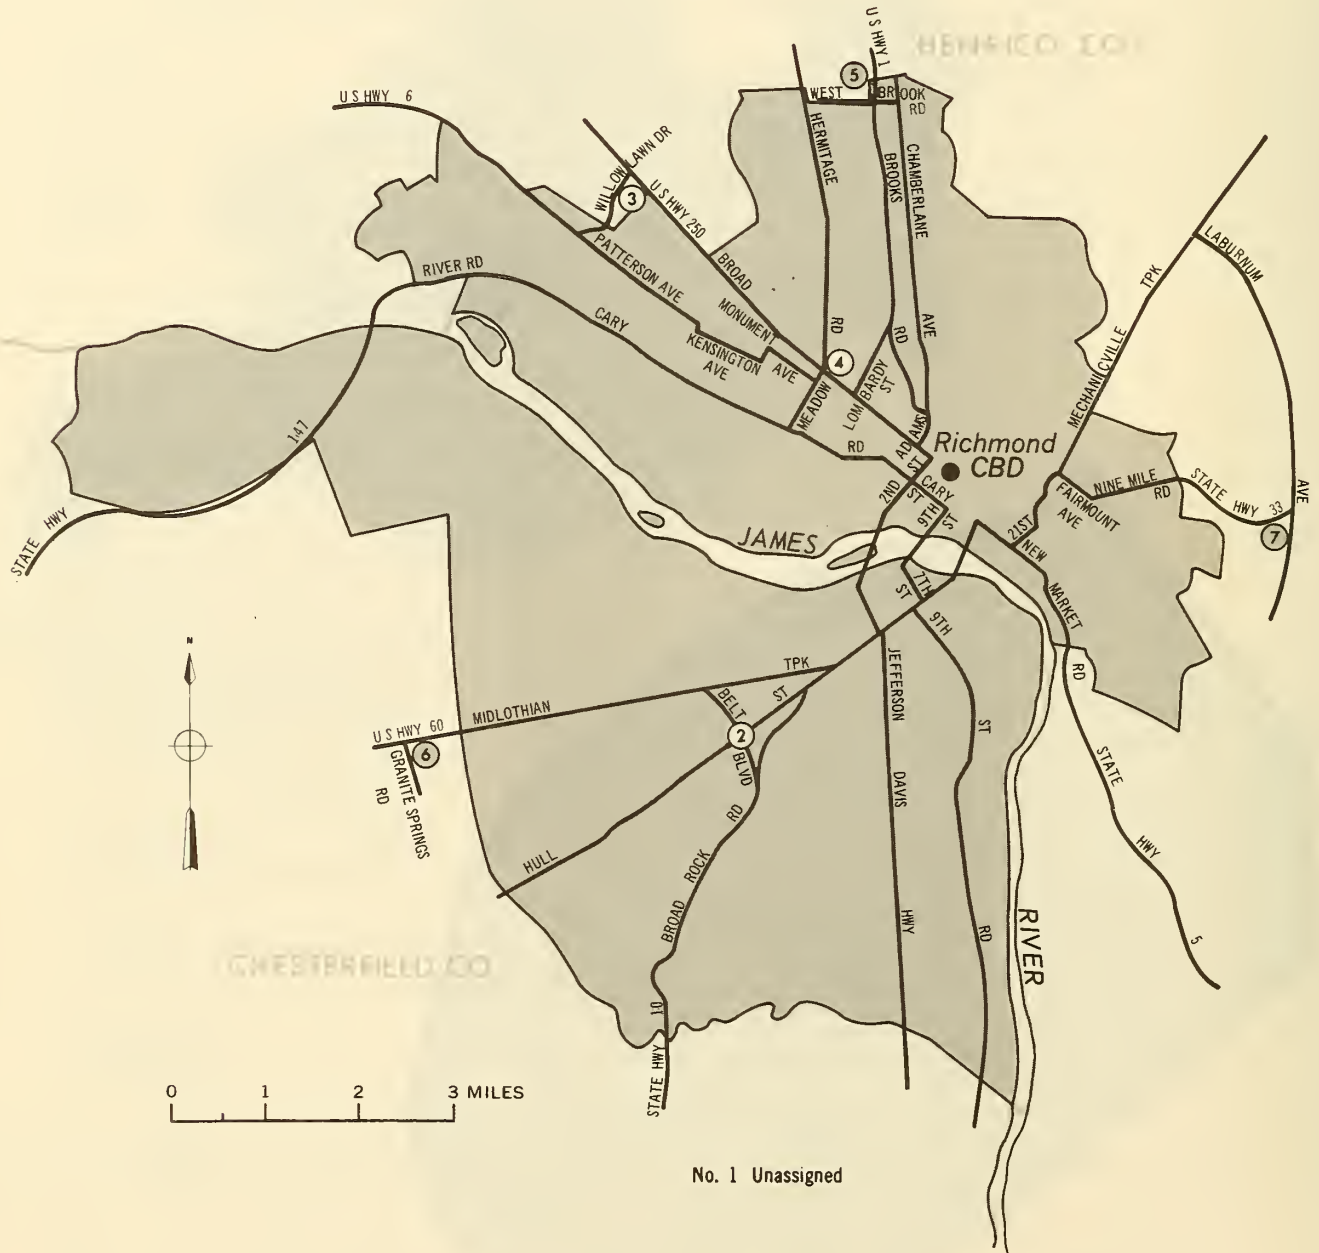 HENRICO CO
U S HWY 1
5
WEST BROOK RD
U S HWY 6
HERMITAGE RD
BROOKS RD
CHAMBERLANE AVE
WILLOW LAWN DR
3
U S HWY 250
BROAD
PATTERSON AVE
MONUMENT AVE
KENSINGTON AVE
RIVER RD
CARY RD
4
MEADOW
LOMBARDY ST
ADAMS ST
MECHANICVILLE TPK
LABURNUM AVE
Richmond
CBD
NINE MILE RD
STATE HWY 33
7
FAIRMOUNT AVE
21ST
NEW MARKET RD
2ND ST
CARY ST
9TH ST
7TH ST
9TH ST RD
147
STATE HWY
JAMES RIVER
N
JEFFERSON DAVIS HWY
MIDLOTHIAN TPK
BELT BLVD
2
HULL ST
U S HWY 60
6
GRANITE SPRINGS RD
BROAD ROCK RD
STATE HWY 10
STATE HWY 5
CHESTERFIELD CO
0 1 2 3 MILES
No. 1 Unassigned